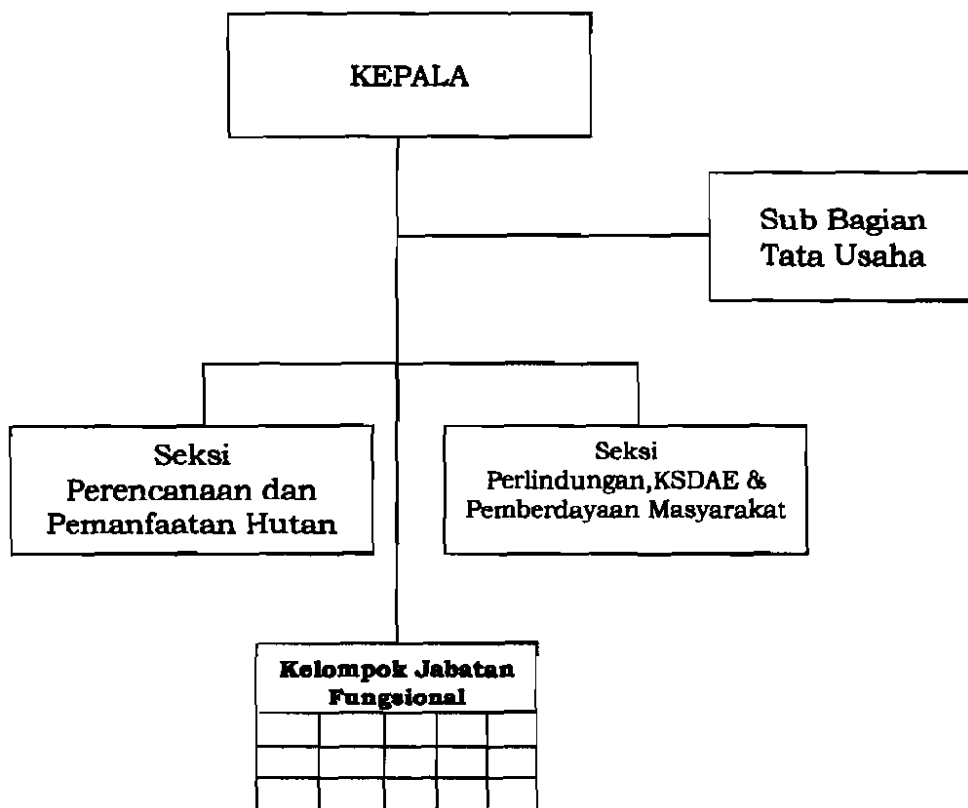 KEPALA
Sub Bagian
Tata Usaha
Seksi
Perencanaan dan
Pemanfaatan Hutan
Seksi
Perlindungan,KSDAE &
Pemberdayaan Masyarakat
Kelompok Jabatan
Fungsional